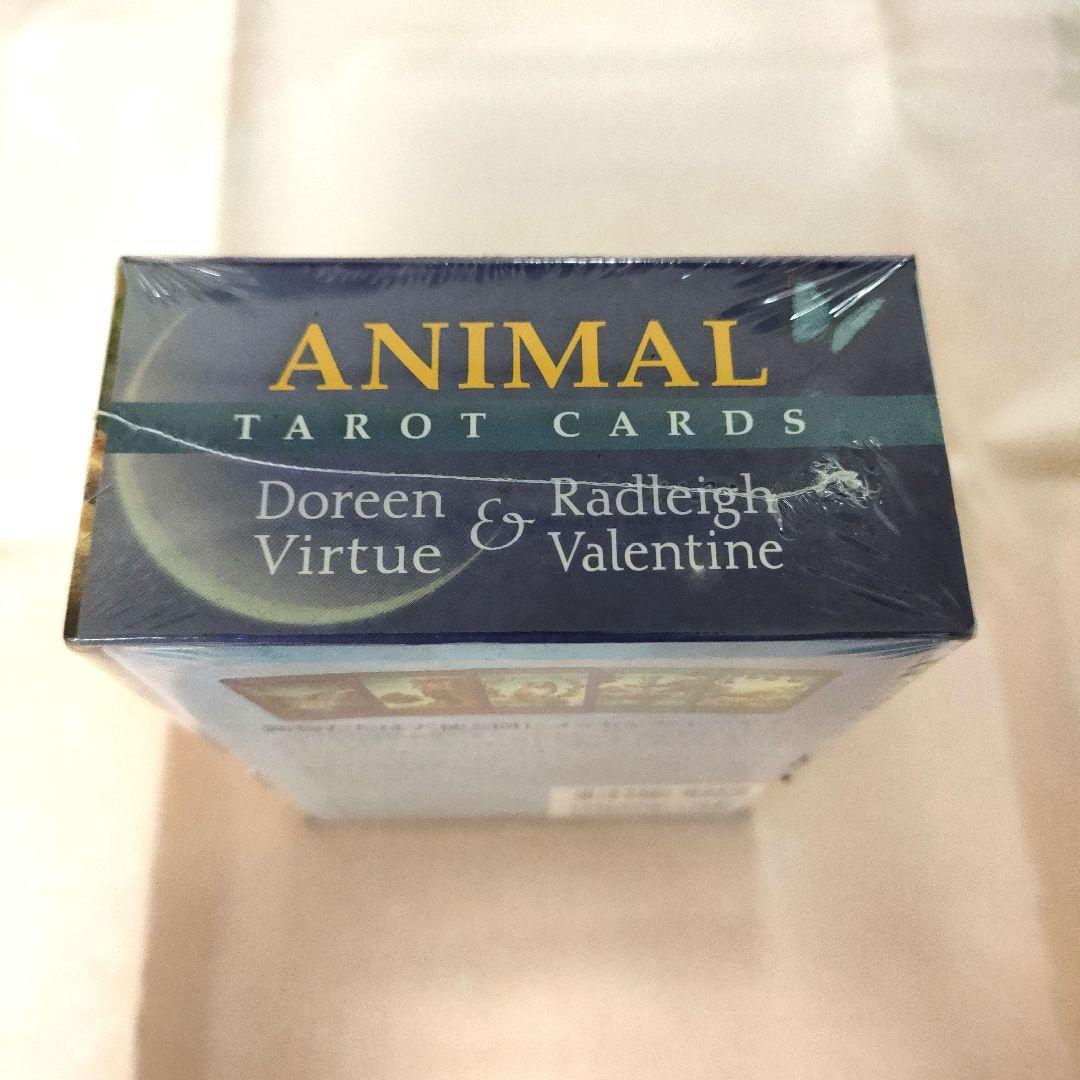 ANIMAL
TAROT CARDS
Doreen Virtue & Radleigh Valentine